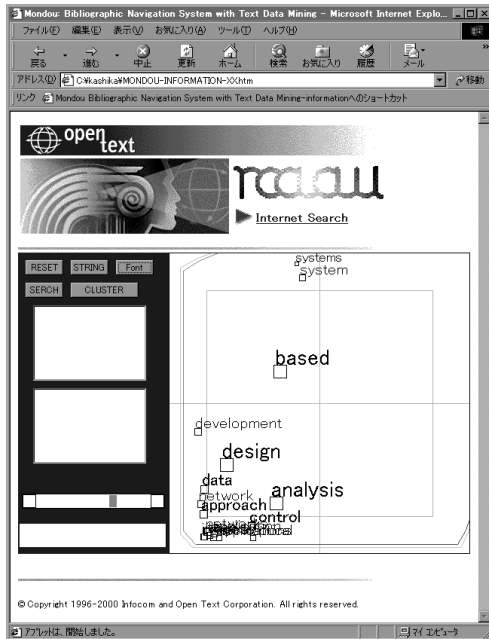 Mondou: Bibliographic Navigation System with Text Data Mining - Microsoft Internet Explo...
ファイル(F) 編集(E) 表示(V) お気に入り(A) ツール(T) ヘルプ(H)
戻る 進む 中止 更新 ホーム 検索 お気に入り 履歴 メール
アドレス(D) C:¥kashika¥MONDOU-INFORMATION-XX.htm 移動
リンク Mondou Bibliographic Navigation System with Text Data Mining-informationへのショートカット
open
text
Internet Search
RESET STRING Font
SERCH CLUSTER
systems
system
based
development
design
data
network
analysis
approach
control
© Copyright 1996-2000 Infocom and Open Text Corporation. All rights reserved.
アプレットは、開始しました。 マイ コンピュータ